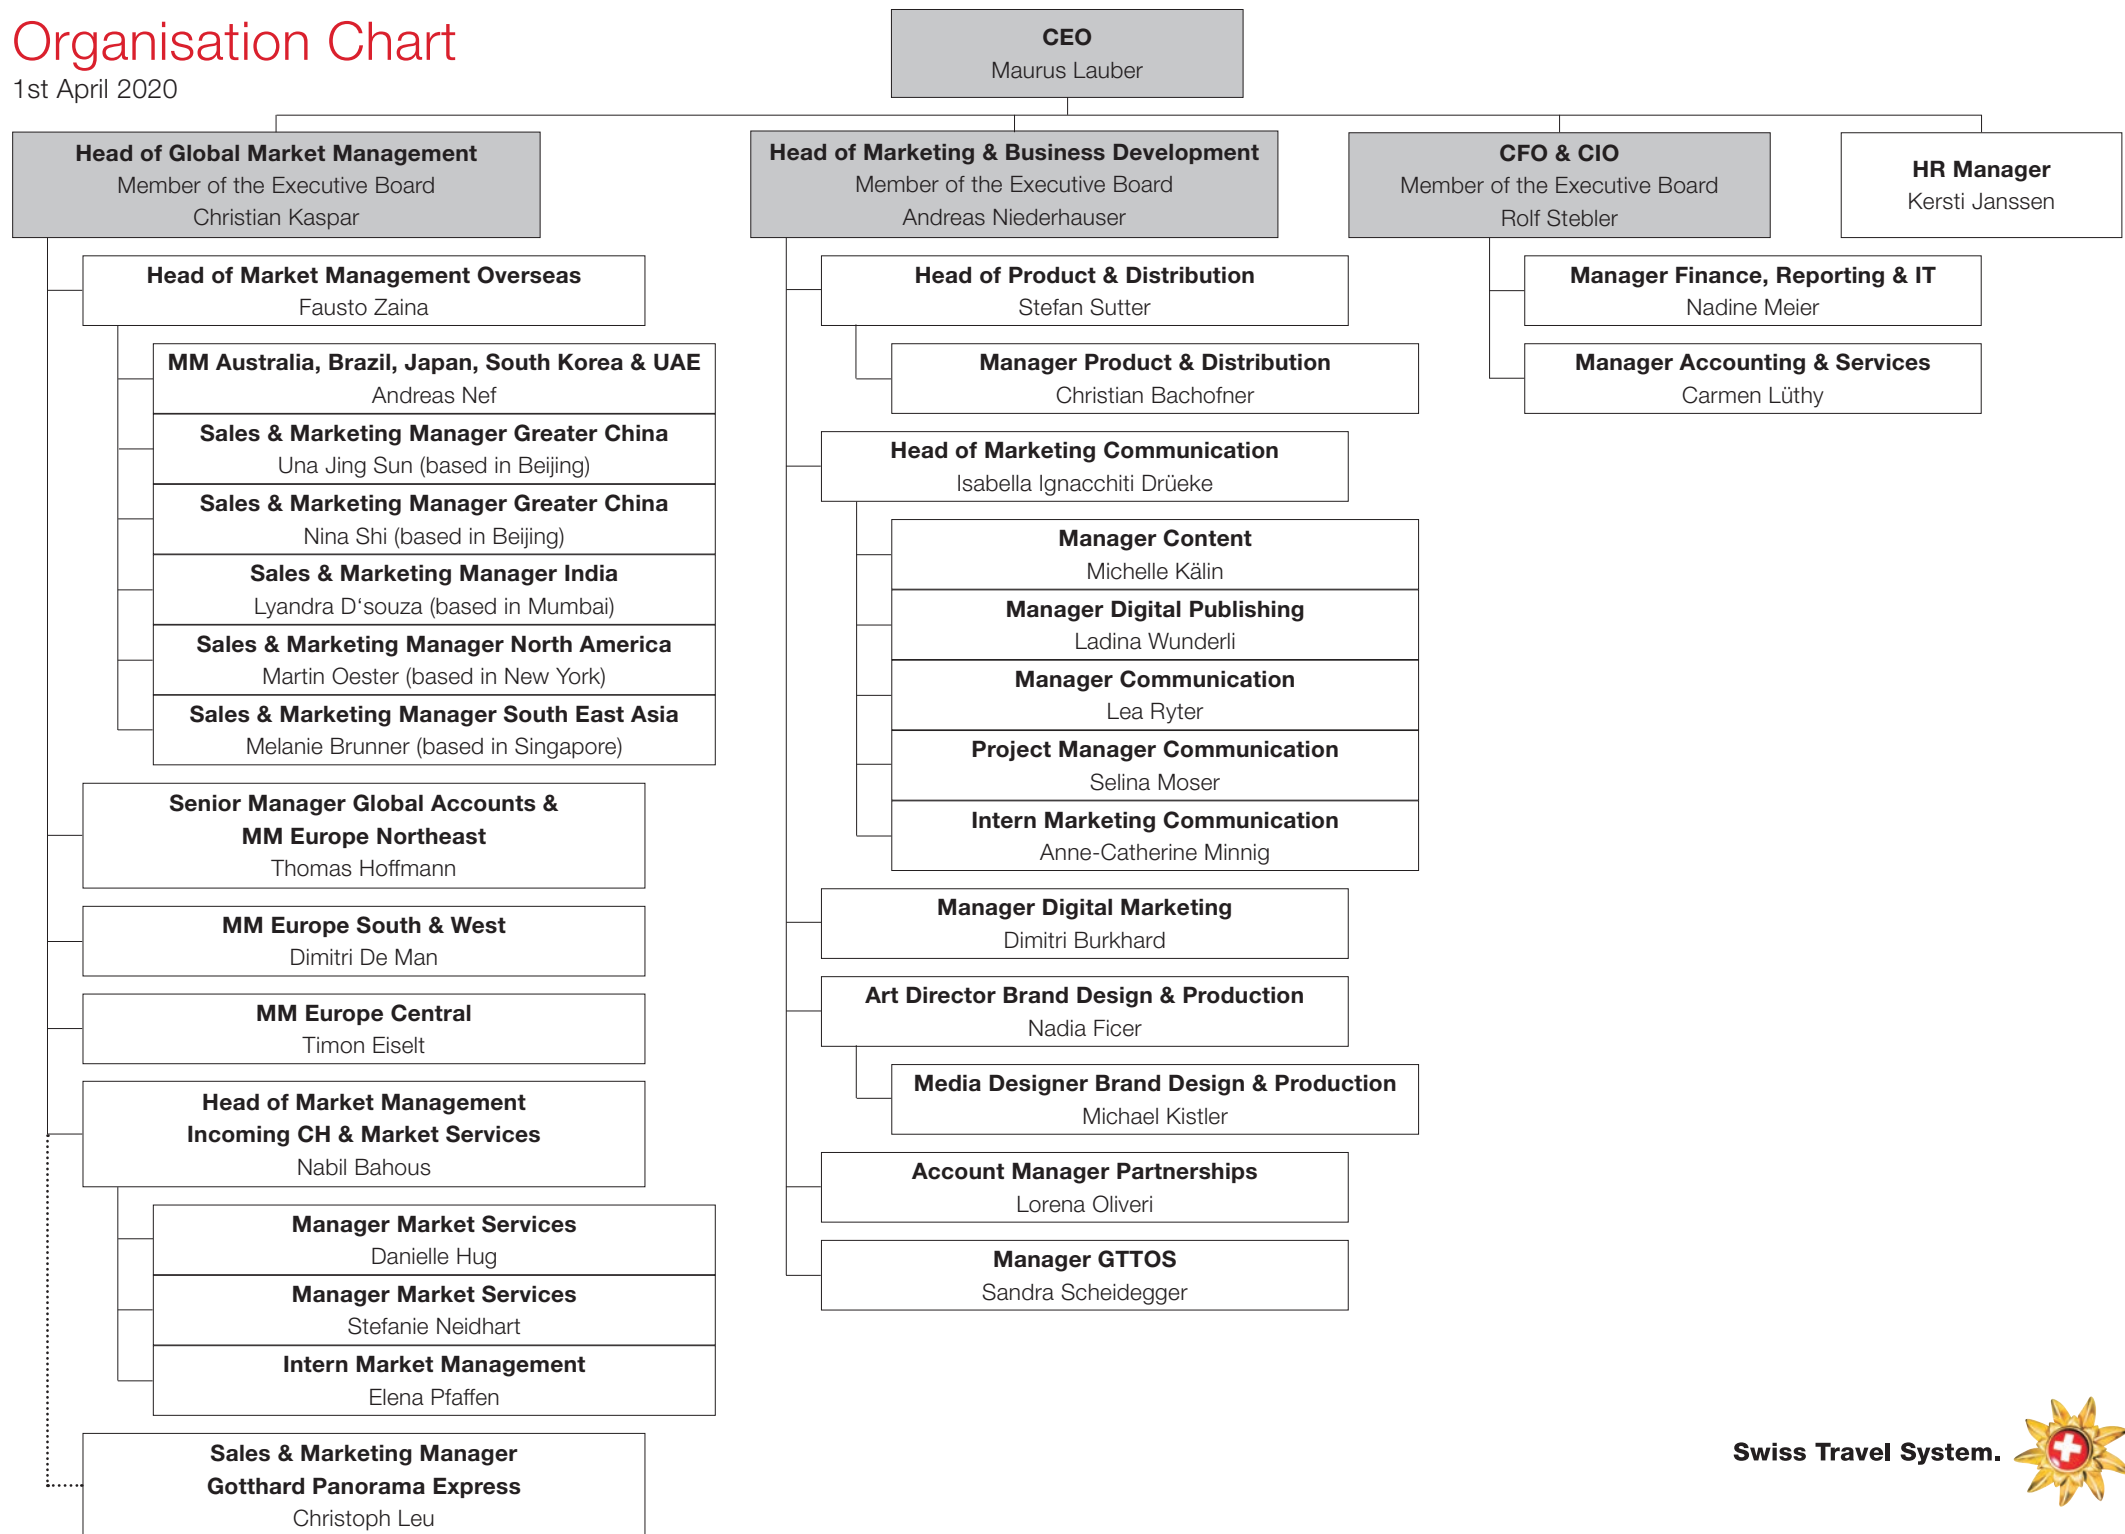 Organisation Chart
1st April 2020
CEO
Maurus Lauber
Head of Global Market Management
Member of the Executive Board
Christian Kaspar
Head of Market Management Overseas
Fausto Zaina
MM Australia, Brazil, Japan, South Korea & UAE
Andreas Nef
Sales & Marketing Manager Greater China
Una Jing Sun (based in Beijing)
Sales & Marketing Manager Greater China
Nina Shi (based in Beijing)
Sales & Marketing Manager India
Lyandra D‘souza (based in Mumbai)
Sales & Marketing Manager North America
Martin Oester (based in New York)
Sales & Marketing Manager South East Asia
Melanie Brunner (based in Singapore)
Senior Manager Global Accounts &
MM Europe Northeast
Thomas Hoffmann
MM Europe South & West
Dimitri De Man
MM Europe Central
Timon Eiselt
Head of Market Management
Incoming CH & Market Services
Nabil Bahous
Manager Market Services
Danielle Hug
Manager Market Services
Stefanie Neidhart
Intern Market Management
Elena Pfaffen
Sales & Marketing Manager
Gotthard Panorama Express
Christoph Leu
Head of Marketing & Business Development
Member of the Executive Board
Andreas Niederhauser
Head of Product & Distribution
Stefan Sutter
Manager Product & Distribution
Christian Bachofner
Head of Marketing Communication
Isabella Ignacchiti Drüeke
Manager Content
Michelle Kälin
Manager Digital Publishing
Ladina Wunderli
Manager Communication
Lea Ryter
Project Manager Communication
Selina Moser
Intern Marketing Communication
Anne-Catherine Minnig
Manager Digital Marketing
Dimitri Burkhard
Art Director Brand Design & Production
Nadia Ficer
Media Designer Brand Design & Production
Michael Kistler
Account Manager Partnerships
Lorena Oliveri
Manager GTTOS
Sandra Scheidegger
CFO & CIO
Member of the Executive Board
Rolf Stebler
Manager Finance, Reporting & IT
Nadine Meier
Manager Accounting & Services
Carmen Lüthy
HR Manager
Kersti Janssen
Swiss Travel System.